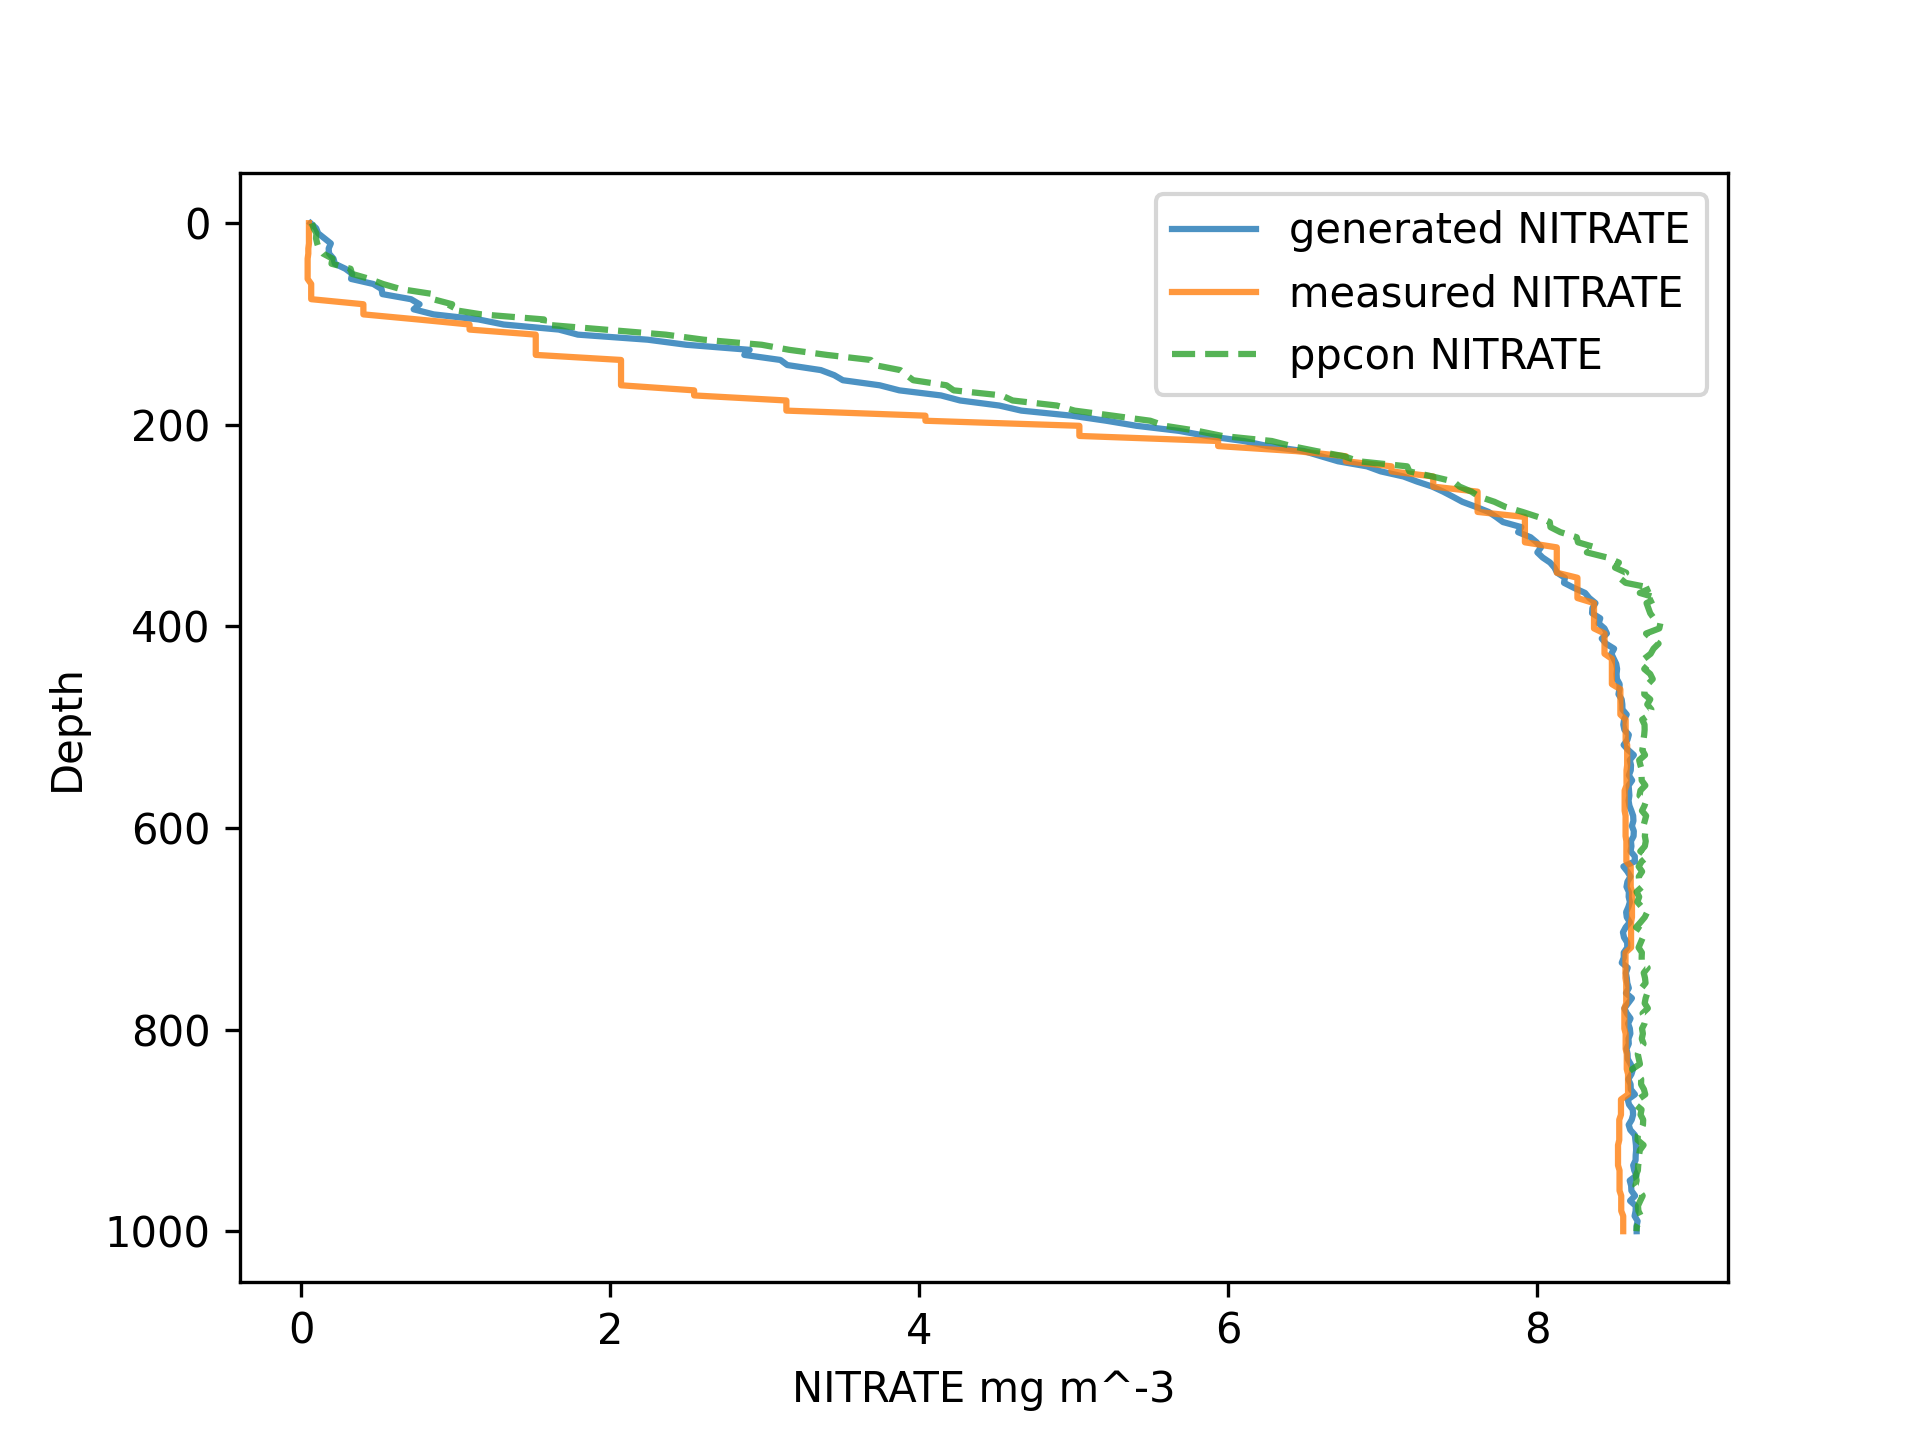 generated NITRATE
measured NITRATE
ppcon NITRATE
0
200
400
600
800
1000
Depth
0 2 4 6 8
NITRATE mg m^-3